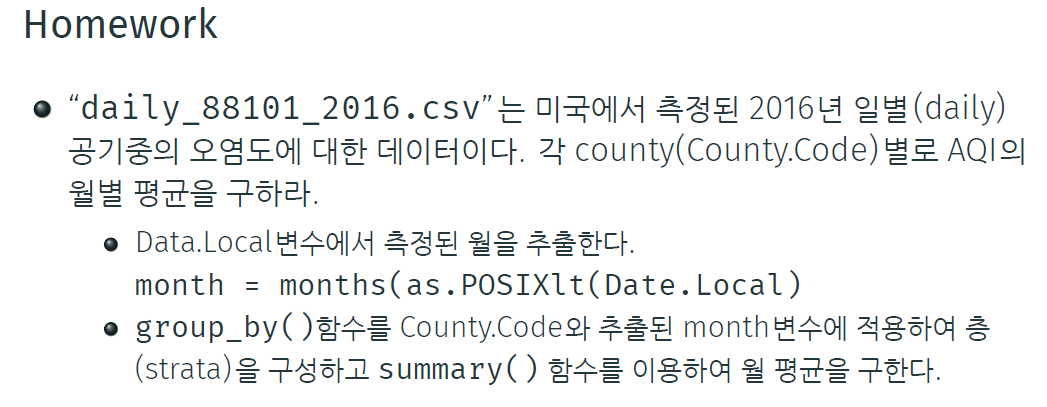 Homework
“daily_88101_2016.csv”는 미국에서 측정된 2016년 일별(daily)
공기중의 오염도에 대한 데이터이다. 각 county(County.Code)별로 AQI의
월별 평균을 구하라.
Data.Local변수에서 측정된 월을 추출한다.
month = months(as.POSIXlt(Date.Local)
group_by()함수를 County.Code와 추출된 month변수에 적용하여 층
(strata)을 구성하고 summary() 함수를 이용하여 월 평균을 구한다.